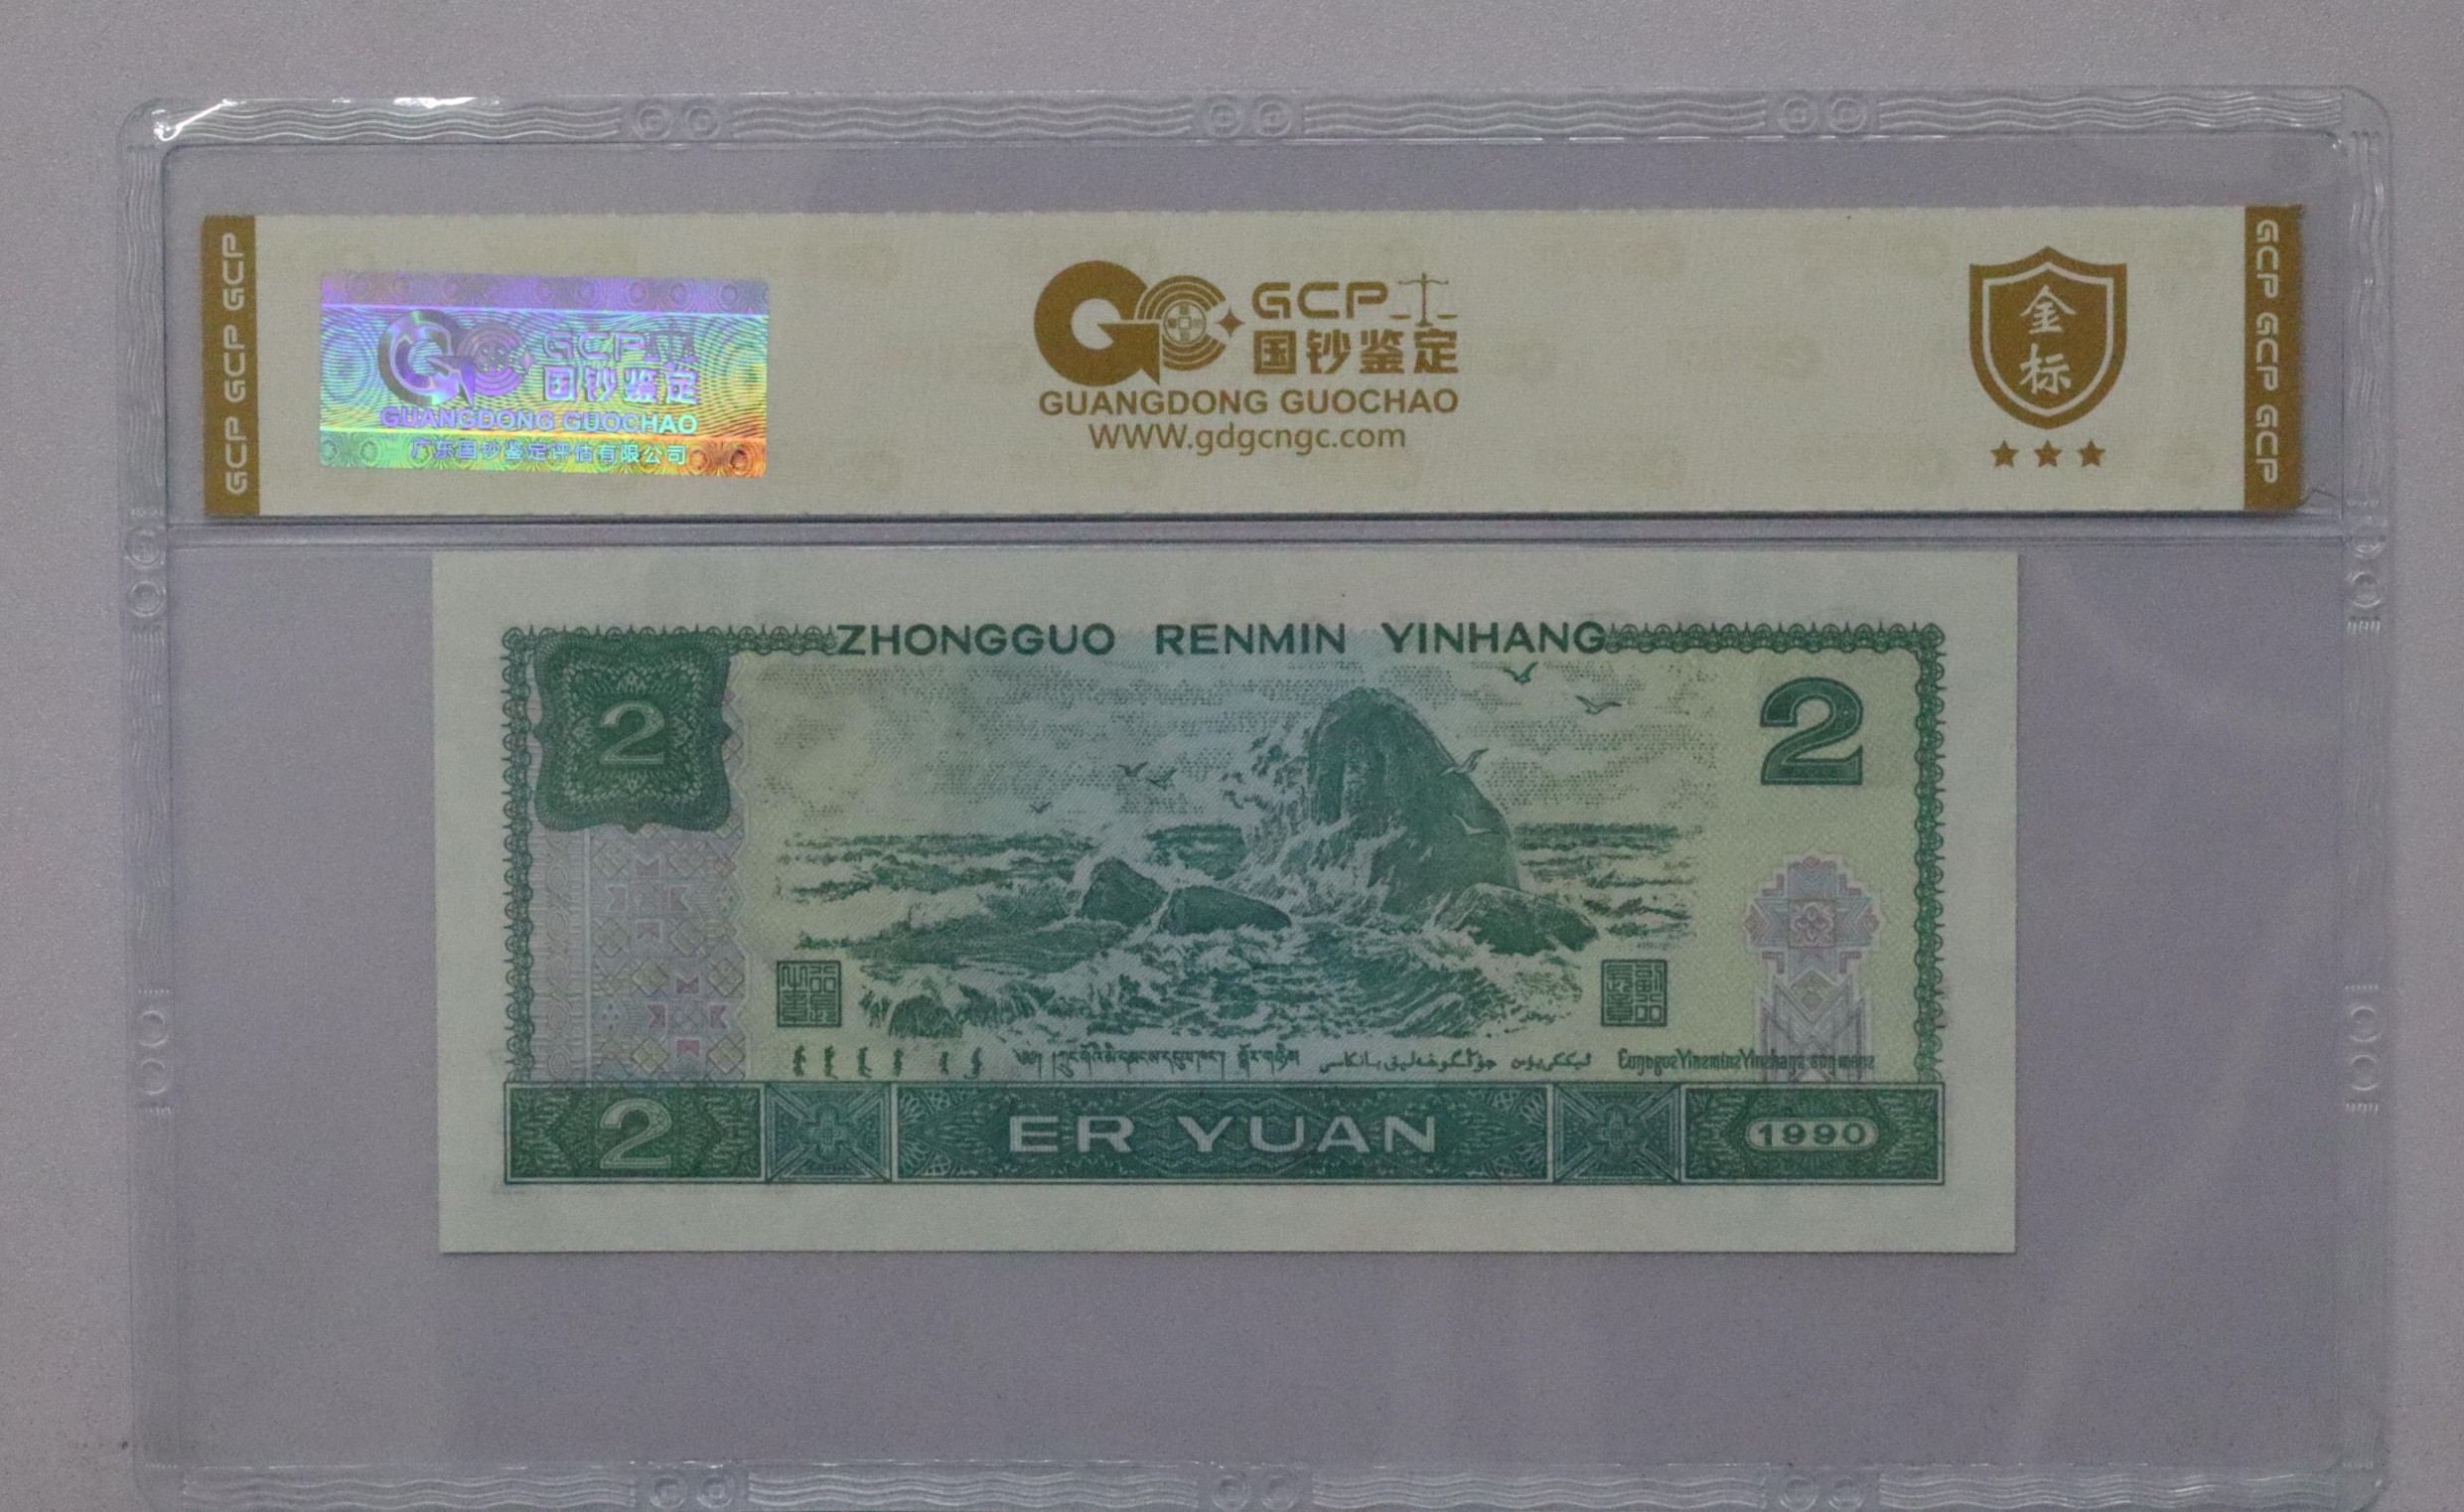 GCP GCP GCP
GCP
国钞鉴定
GUANGDONG GUOCHAO
广东国钞鉴定评估有限公司
GCP
国钞鉴定
GUANGDONG GUOCHAO
WWW.gdgcngc.com
金
标
GCP GCP GCP
ZHONGGUO RENMIN YINHANG
2
2
2
ER YUAN
1990